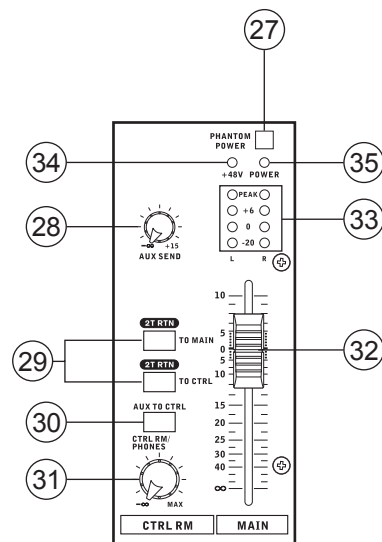 27
PHANTOM
POWER
34
35
+48V POWER
PEAK
+6
0
-20
L R
33
28
-∞ +15
AUX SEND
10
5
0
5
10
15
20
25
30
40
∞
32
2T RTN
TO MAIN
29
2T RTN
TO CTRL
30
AUX TO CTRL
CTRL RM/
PHONES
31
-∞ MAX
CTRL RM MAIN